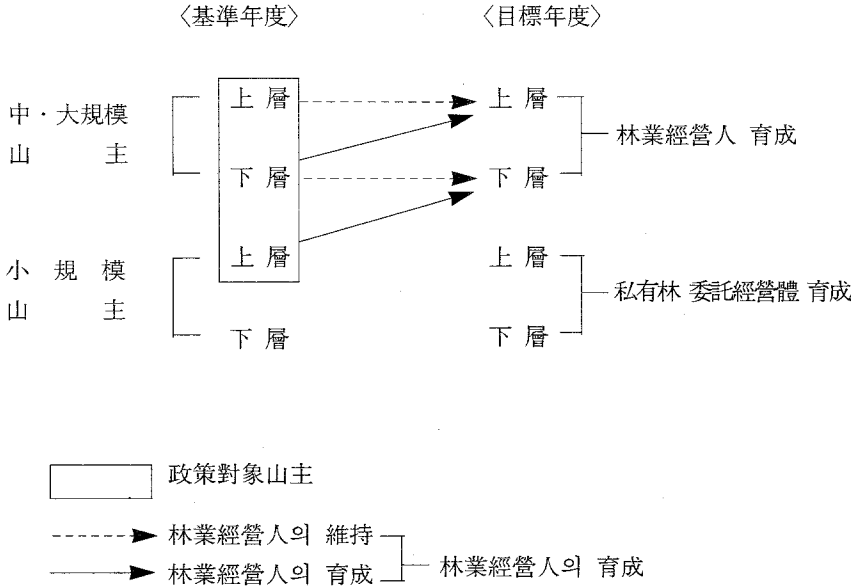 〈基準年度〉 〈目標年度〉
上 層 上 層
中・大規模
林業經營人 育成
山 主
下 層 下 層
上 層 上 層
小 規 模
私有林 委託經營體 育成
山 主
下 層 下 層
政策對象山主
林業經營人의 維持
林業經營人의 育成
林業經營人의 育成